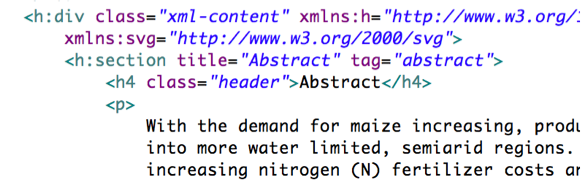 <h:div class="xml-content" xmlns:h="http://www.w3.org/
xmlns:svg="http://www.w3.org/2000/svg">
<h:section title="Abstract" tag="abstract">
<h4 class="header">Abstract</h4>
<p>
With the demand for maize increasing,
into more water limited, semiarid regions.
increasing nitrogen (N) fertilizer costs